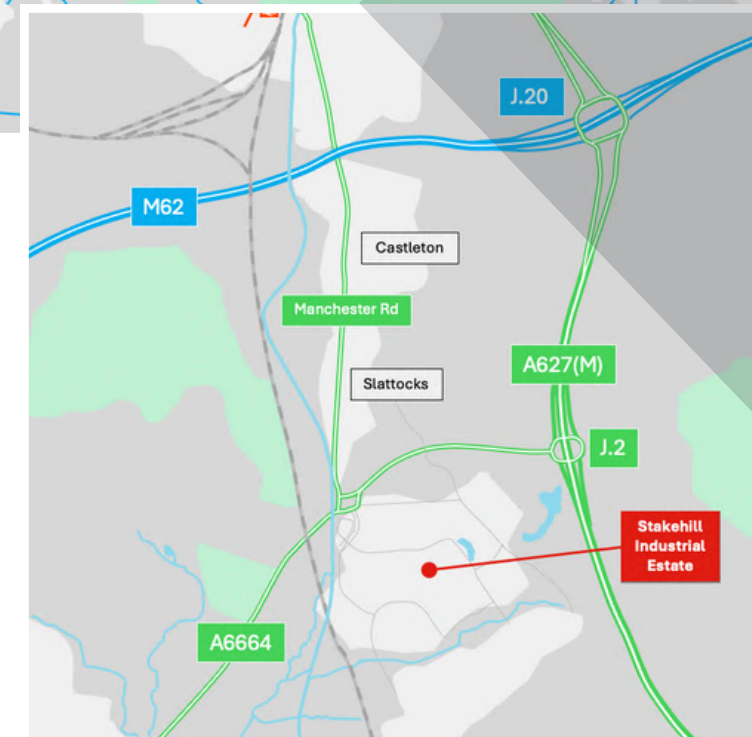 J.20
M62
Castleton
Manchester Rd
A627(M)
Slattocks
J.2
Stakehill
Industrial
Estate
A6664